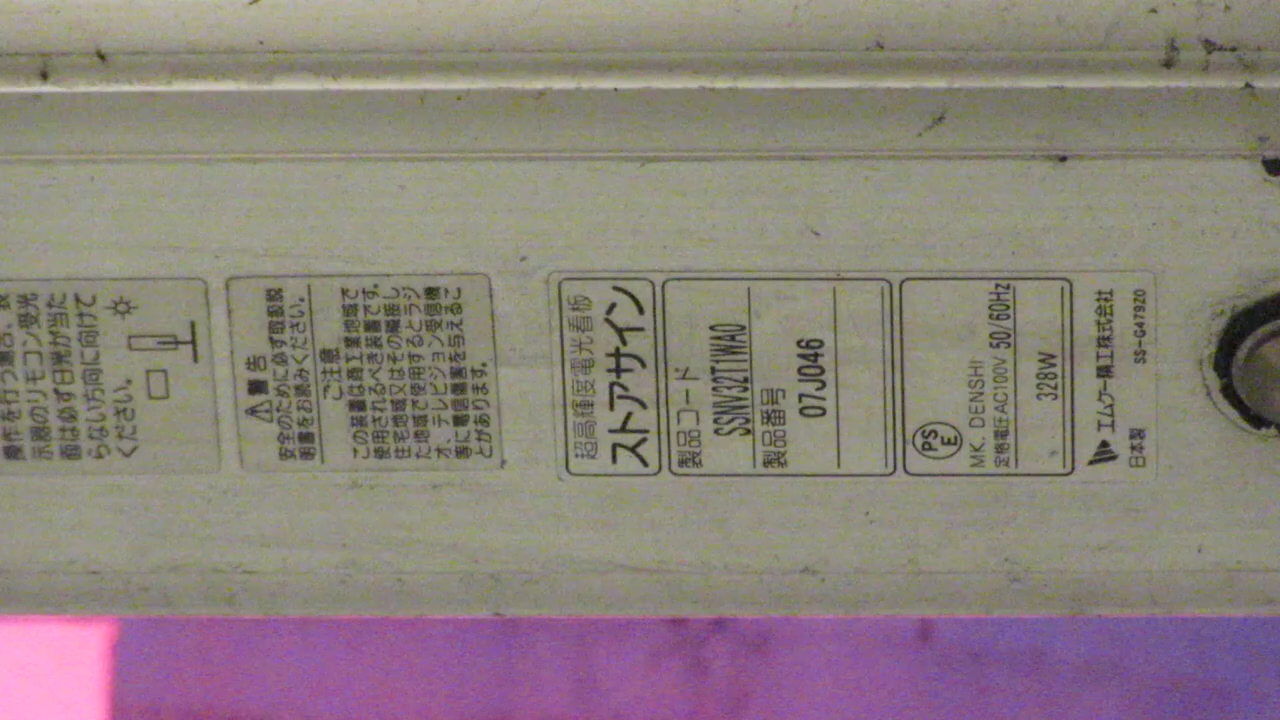 操作を行う場合、表
示部のリモコン受光
面は必ず日光が当た
らない方向に向けて
ください。
警告
安全のために必ず取扱説
明書をお読みください。
ご注意
この装置は商工業地域で
使用されるべき装置です。
住宅地域又はその隣接し
た地域で使用するとラジ
オ、テレビジョン受信機
等に電信障害を与えるこ
とがあります。
超高輝度電光看板
ストアサイン
製品コード
SSNV32T1WA0
製品番号
07J046
PS
E
MK. DENSHI
定格電圧AC100V 50/60Hz
328W
エムケー精工株式会社
日本製 SS-G47920